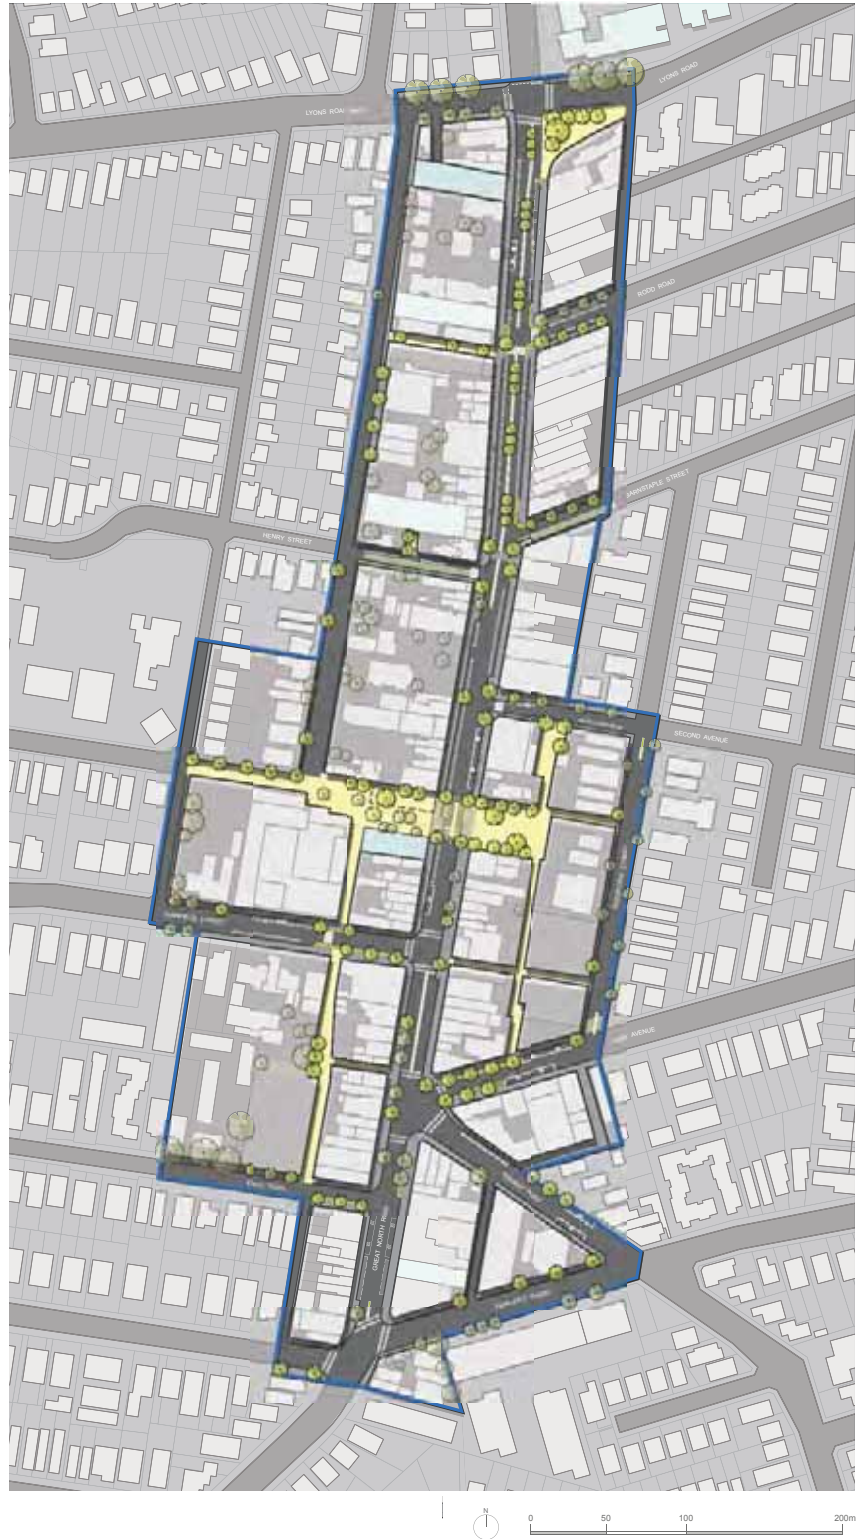 LYONS ROAD
LYONS ROAD
RODD ROAD
BARNSTAPLE STREET
HENRY STREET
SECOND AVENUE
AVENUE
GREAT NORTH
N
0 50 100 200m